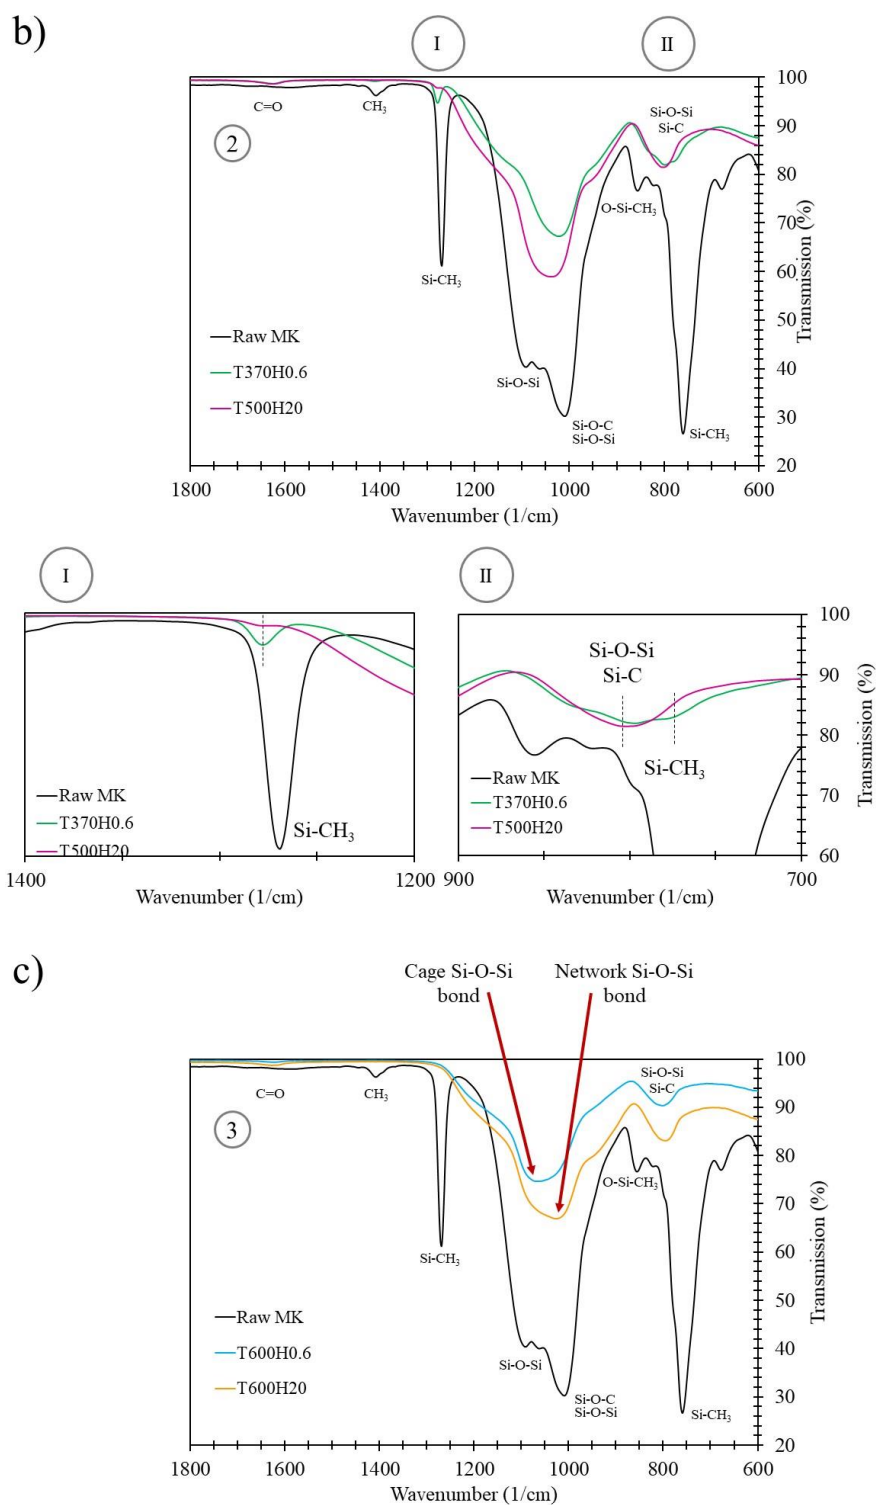 b)
I
II
2
C=O
CH₃
Si-CH₃
Si-O-Si
Si-O-C
Si-O-Si
O-Si-CH₃
Si-O-Si
Si-C
Si-CH₃
Raw MK
T370H0.6
T500H20
100
90
80
70
60
50
40
30
20
Transmission (%)
1800 1600 1400 1200 1000 800 600
Wavenumber (1/cm)
I
Raw MK
T370H0.6
T500H20
Si-CH₃
1400 1200
Wavenumber (1/cm)
II
Si-O-Si
Si-C
Si-CH₃
Raw MK
T370H0.6
T500H20
100
90
80
70
60
Transmission (%)
900 700
Wavenumber (1/cm)
c)
Cage Si-O-Si
bond
Network Si-O-Si
bond
3
C=O
CH₃
Si-CH₃
Si-O-Si
Si-O-C
Si-O-Si
O-Si-CH₃
Si-O-Si
Si-C
Si-CH₃
Raw MK
T600H0.6
T600H20
100
90
80
70
60
50
40
30
20
Transmission (%)
1800 1600 1400 1200 1000 800 600
Wavenumber (1/cm)